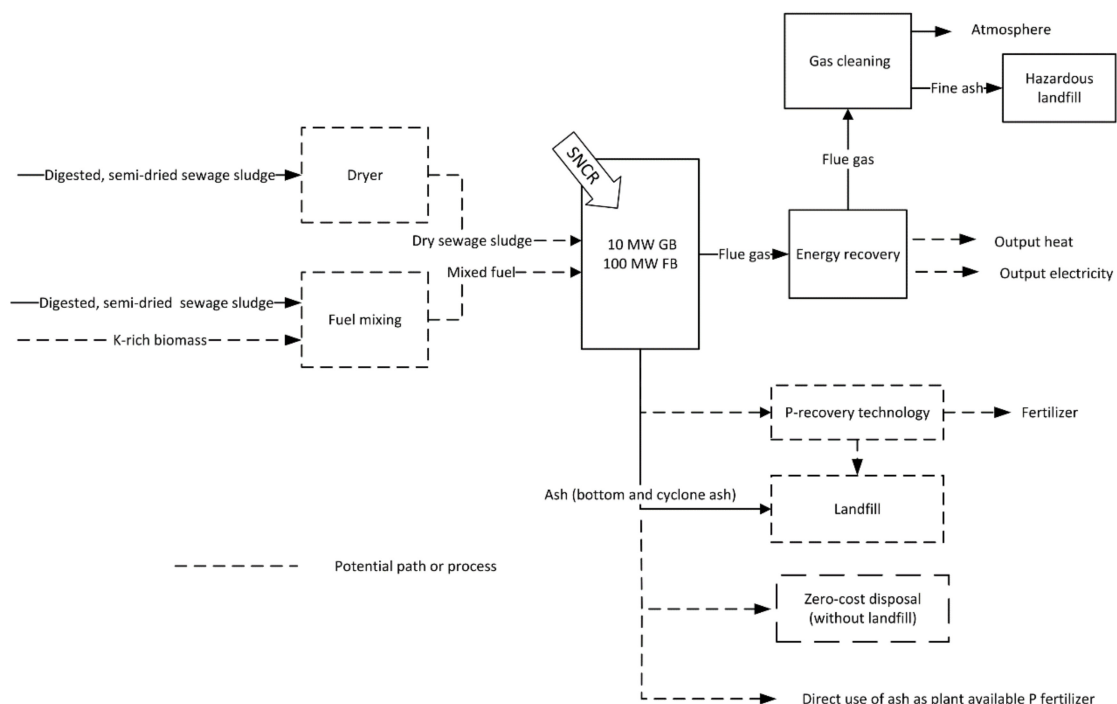 Atmosphere
Gas cleaning
Fine ash
Hazardous
landfill
SNCR
Flue gas
Digested, semi-dried sewage sludge
Dryer
Dry sewage sludge
10 MW GB
100 MW FB
Flue gas
Energy recovery
Output heat
Mixed fuel
Output electricity
Digested, semi-dried sewage sludge
Fuel mixing
K-rich biomass
P-recovery technology
Fertilizer
Ash (bottom and cyclone ash)
Landfill
Potential path or process
Zero-cost disposal
(without landfill)
Direct use of ash as plant available P fertilizer